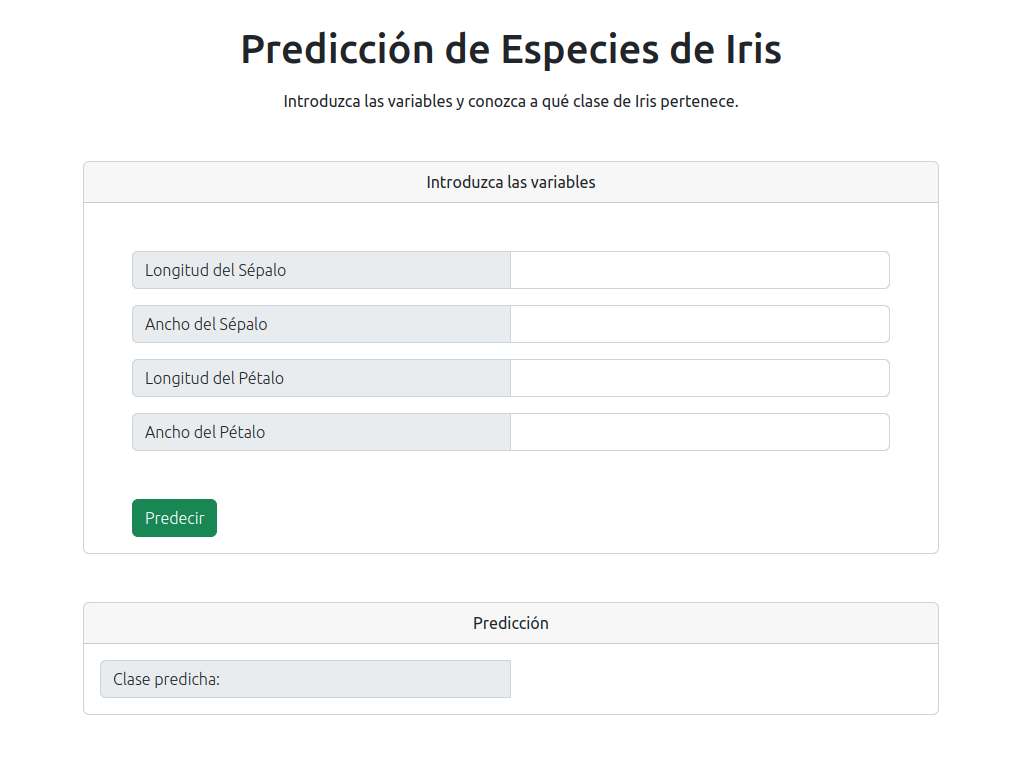 Predicción de Especies de Iris
Introduzca las variables y conozca a qué clase de Iris pertenece.
Introduzca las variables
Longitud del Sépalo
Ancho del Sépalo
Longitud del Pétalo
Ancho del Pétalo
Predecir
Predicción
Clase predicha: